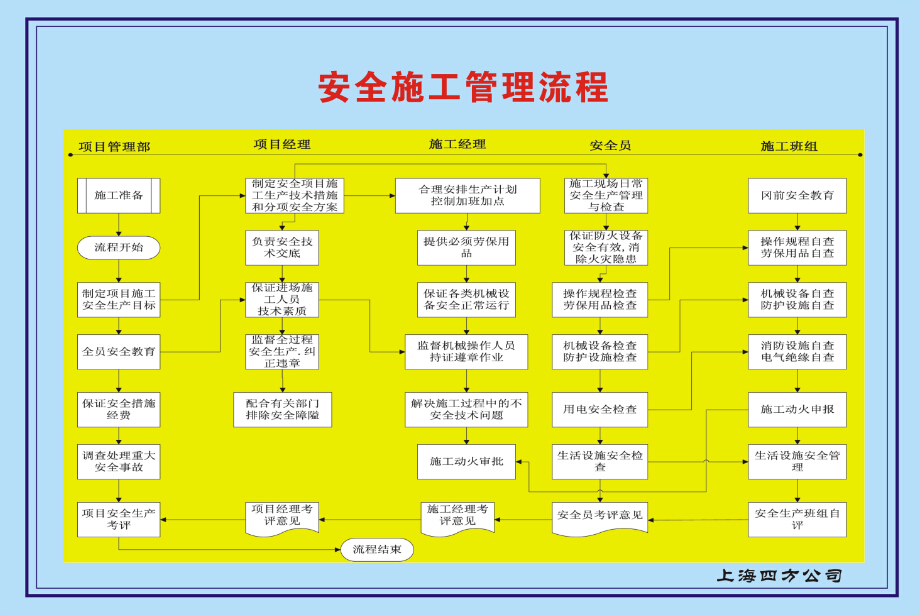 安全施工管理流程
项目管理部
项目经理
施工经理
安全员
施工班组
施工准备
制定安全项目施
工生产技术措施
和分项安全方案
合理安排生产计划
控制加班加点
施工现场日常
安全生产管理
与检查
冈前安全教育
流程开始
负责安全技
术交底
提供必须劳保用
品
保证防火设备
安全有效,消
除火灾隐患
操作规程自查
劳保用品自查
制定项目施工
安全生产目标
保证进场施
工人员
技术素质
保证各类机械设
备安全正常运行
操作规程检查
劳保用品检查
机械设备自查
防护设施自查
全员安全教育
监督全过程
安全生产.纠
正违章
监督机械操作人员
持证遵章作业
机械设备检查
防护设施检查
消防设施自查
电气绝缘自查
保证安全措施
经费
配合有关部门
排除安全障隘
解决施工过程中的不
安全技术问题
用电安全检查
施工动火申报
调查处理重大
安全事故
施工动火审批
生活设施安全检
查
生活设施安全管
理
项目安全生产
考评
项目经理考
评意见
施工经理考
评意见
安全员考评意见
安全生产班组自
评
流程结束
上海四方公司